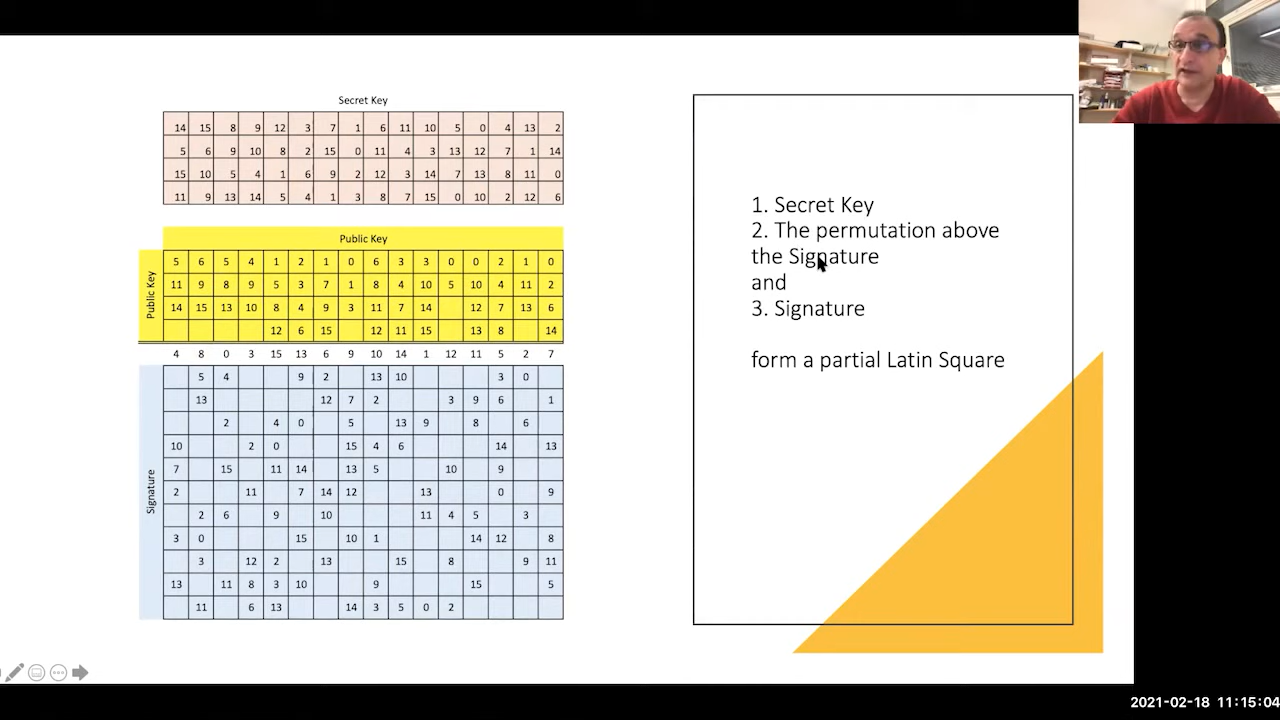 Secret Key
14 15 8 9 12 3 7 1 6 11 10 5 0 4 13 2
5 6 9 10 8 2 15 0 11 4 3 13 12 7 1 14
15 10 5 4 1 6 9 2 12 3 14 7 13 8 11 0
11 9 13 14 5 4 1 3 8 7 15 0 10 2 12 6
Public Key
Public Key
5 6 5 4 1 2 1 0 6 3 3 0 0 2 1 0
11 9 8 9 5 3 7 1 8 4 10 5 10 4 11 2
14 15 13 10 8 4 9 3 11 7 14 12 7 13 6
12 6 15 12 11 15 13 8 14
4 8 0 3 15 13 6 9 10 14 1 12 11 5 2 7
Signature
5 4 9 2 13 10 3 0
13 12 7 2 3 9 6 1
2 4 0 5 13 9 8 6
10 2 0 15 4 6 14 13
7 15 11 14 13 5 10 9
2 11 7 14 12 13 0 9
2 6 9 10 11 4 5 3
3 0 15 10 1 14 12 8
3 12 2 13 15 8 9 11
13 11 8 3 10 9 15 5
11 6 13 14 3 5 0 2
1. Secret Key
2. The permutation above
the Signature
and
3. Signature
form a partial Latin Square
2021-02-18 11:15:04